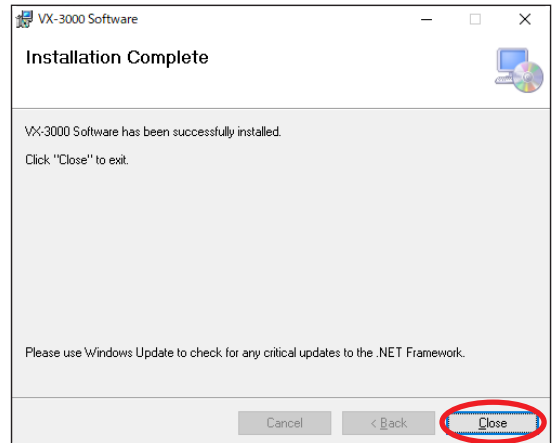 VX-3000 Software
Installation Complete
VX-3000 Software has been successfully installed.
Click "Close" to exit.
Please use Windows Update to check for any critical updates to the .NET Framework.
Cancel
< Back
Close